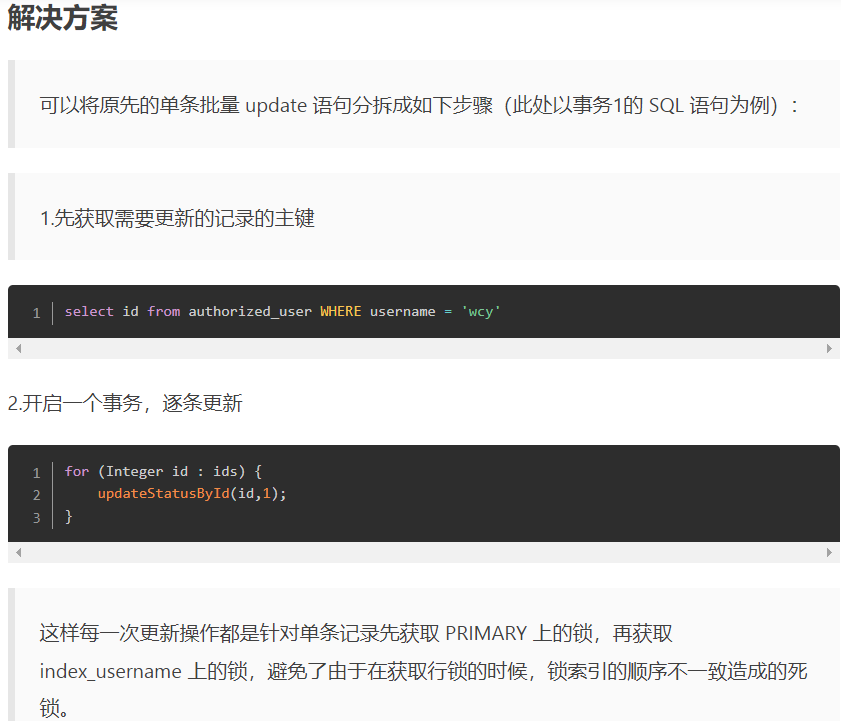 解决方案
可以将原先的单条批量 update 语句分拆成如下步骤（此处以事务1的 SQL 语句为例）：
1.先获取需要更新的记录的主键
1 select id from authorized_user WHERE username = 'wcy'
2.开启一个事务，逐条更新
1 for (Integer id : ids) {
2     updateStatusById(id,1);
3 }
这样每一次更新操作都是针对单条记录先获取 PRIMARY 上的锁，再获取
index_username 上的锁，避免了由于在获取行锁的时候，锁索引的顺序不一致造成的死
锁。